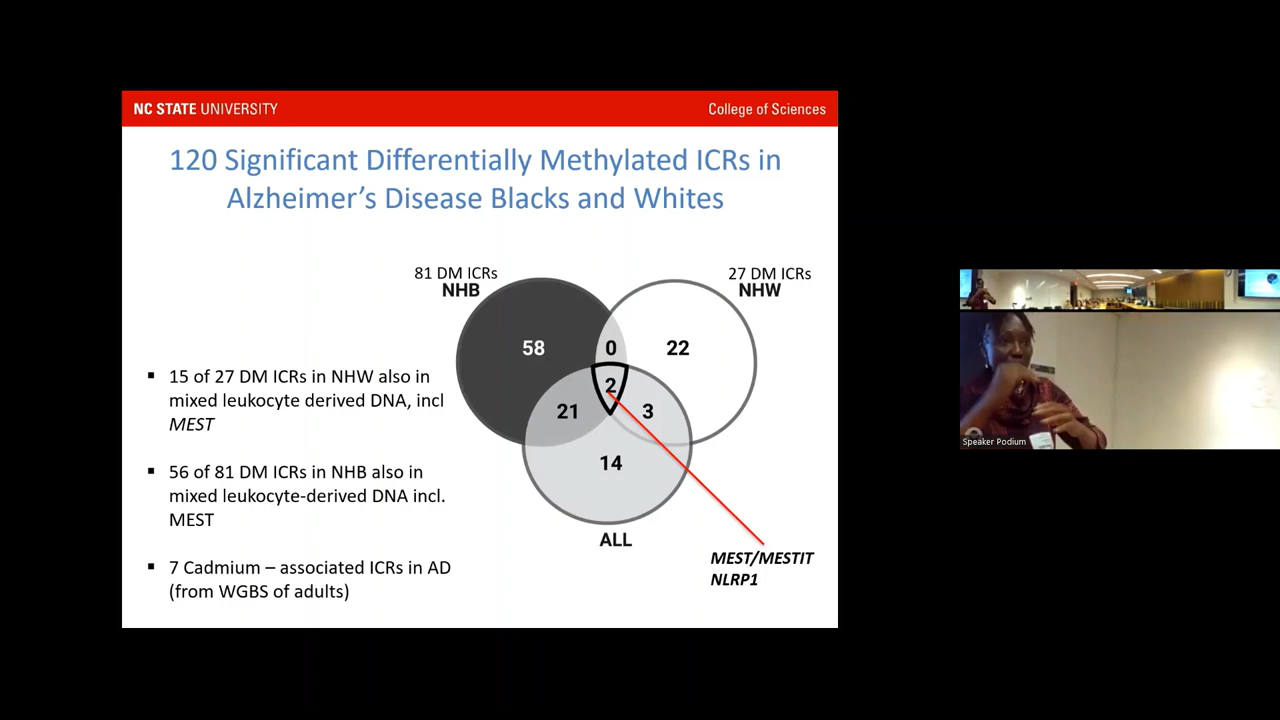 NC STATE UNIVERSITY
College of Sciences
120 Significant Differentially Methylated ICRs in
Alzheimer's Disease Blacks and Whites
81 DM ICRs
NHB
27 DM ICRs
NHW
58
0
22
2
21
3
14
ALL
MEST/MESTIT
NLRP1
▪ 15 of 27 DM ICRs in NHW also in
mixed leukocyte derived DNA, incl
MEST
▪ 56 of 81 DM ICRs in NHB also in
mixed leukocyte-derived DNA incl.
MEST
▪ 7 Cadmium – associated ICRs in AD
(from WGBS of adults)
Speaker Podium